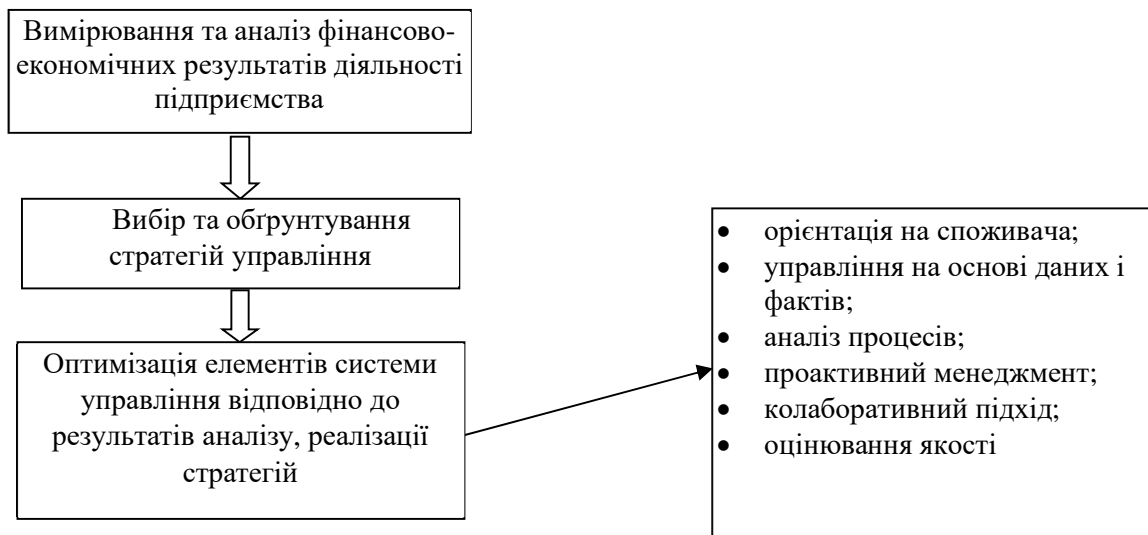 Вимірювання та аналіз фінансово-
економічних результатів діяльності
підприємства
Вибір та обґрунтування
стратегій управління
Оптимізація елементів системи
управління відповідно до
результатів аналізу, реалізації
стратегій
• орієнтація на споживача;
• управління на основі даних і
фактів;
• аналіз процесів;
• проактивний менеджмент;
• колаборативний підхід;
• оцінювання якості